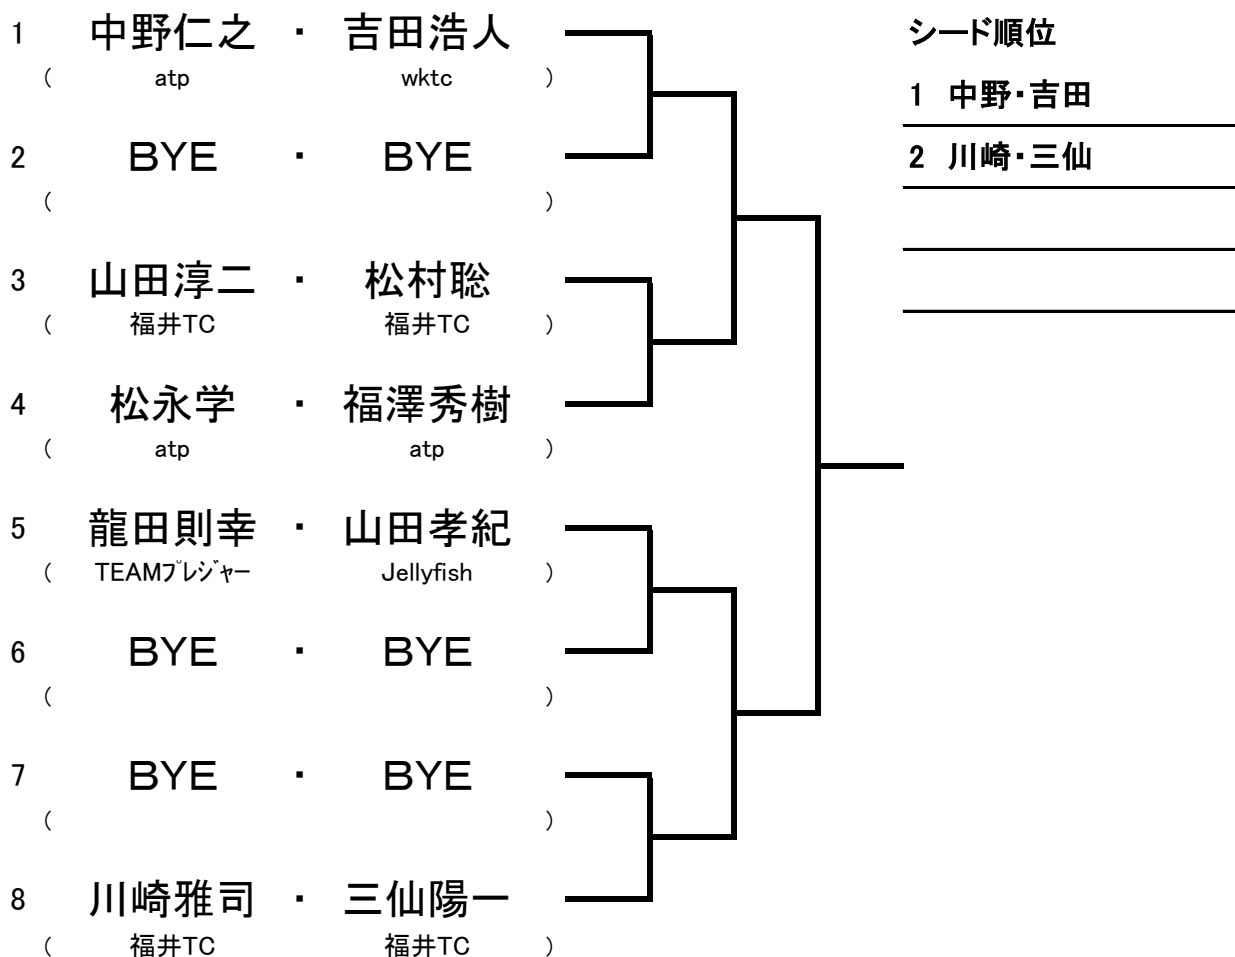 1 中野仁之 ・ 吉田浩人
( atp wktc )
2 BYE ・ BYE
( )
3 山田淳二 ・ 松村聡
( 福井TC 福井TC )
4 松永学 ・ 福澤秀樹
( atp atp )
5 龍田則幸 ・ 山田孝紀
( TEAMプレジャー Jellyfish )
6 BYE ・ BYE
( )
7 BYE ・ BYE
( )
8 川崎雅司 ・ 三仙陽一
( 福井TC 福井TC )
シード順位
1 中野・吉田
2 川崎・三仙